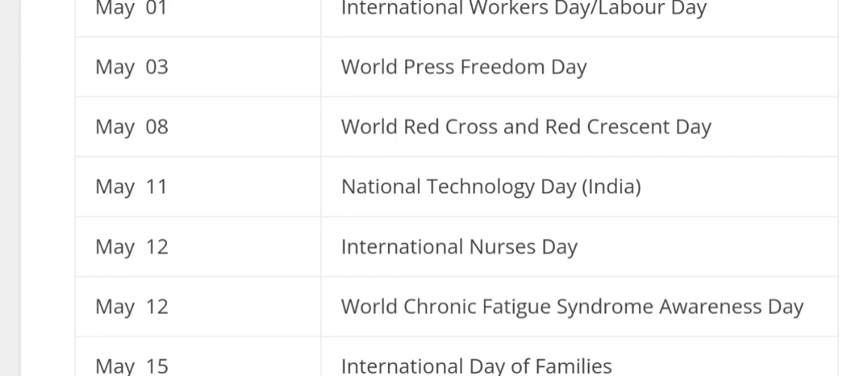 May 01 International Workers Day/Labour Day
May 03 World Press Freedom Day
May 08 World Red Cross and Red Crescent Day
May 11 National Technology Day (India)
May 12 International Nurses Day
May 12 World Chronic Fatigue Syndrome Awareness Day
May 15 International Day of Families